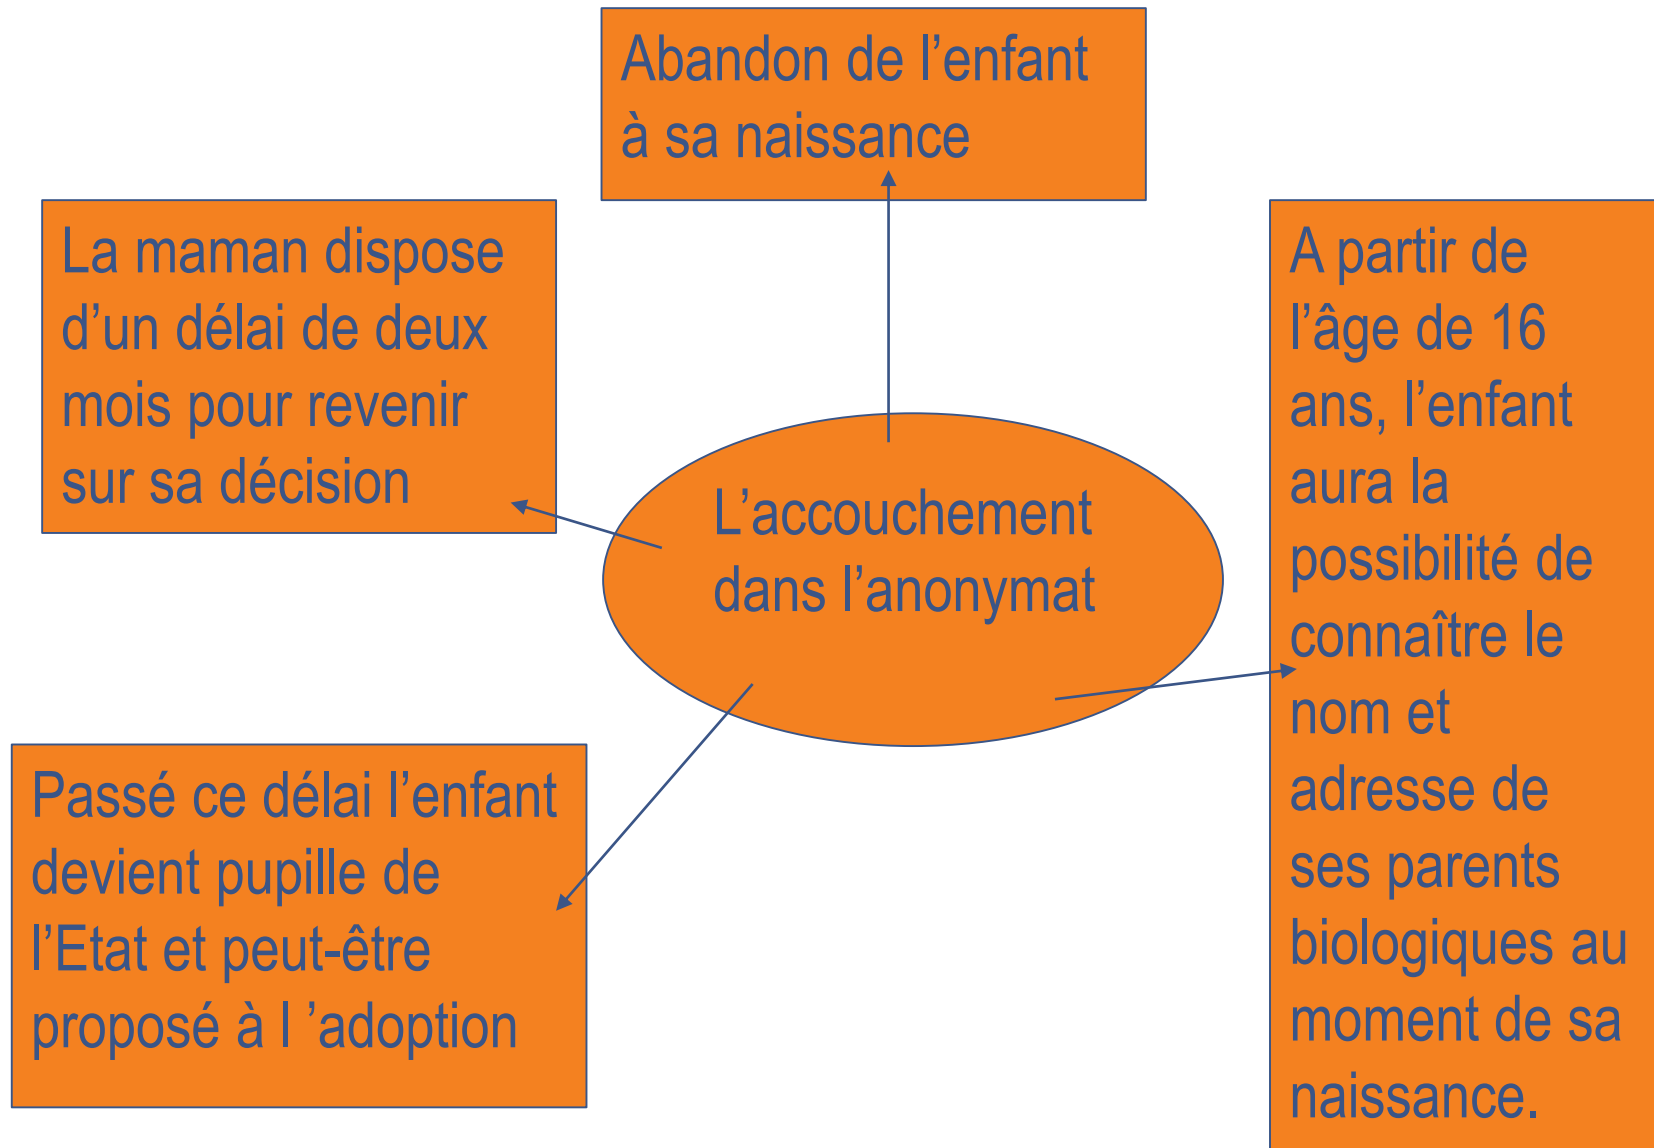 Abandon de l’enfant
à sa naissance
La maman dispose
d’un délai de deux
mois pour revenir
sur sa décision
A partir de
l’âge de 16
ans, l’enfant
aura la
possibilité de
connaître le
nom et
adresse de
ses parents
biologiques au
moment de sa
naissance.
L’accouchement
dans l’anonymat
Passé ce délai l’enfant
devient pupille de
l’Etat et peut-être
proposé à l ’adoption